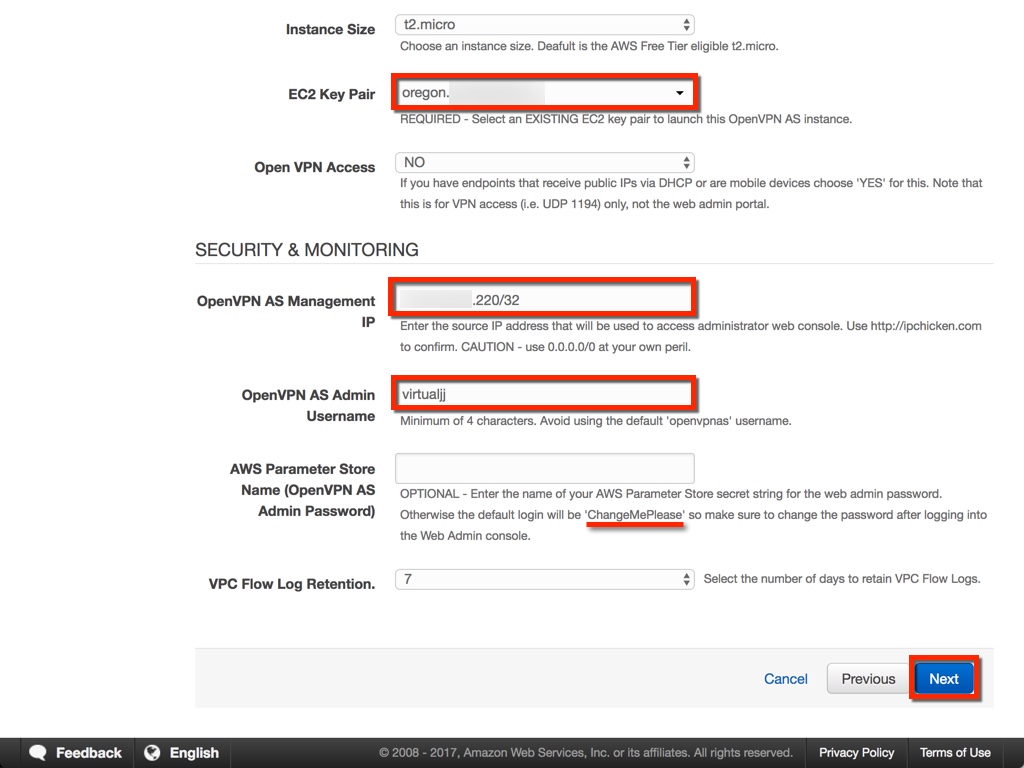 Instance Size
t2.micro
Choose an instance size. Deafult is the AWS Free Tier eligible t2.micro.
EC2 Key Pair
oregon.
REQUIRED - Select an EXISTING EC2 key pair to launch this OpenVPN AS instance.
Open VPN Access
NO
If you have endpoints that receive public IPs via DHCP or are mobile devices choose 'YES' for this. Note that
this is for VPN access (i.e. UDP 1194) only, not the web admin portal.
SECURITY & MONITORING
OpenVPN AS Management
IP
.220/32
Enter the source IP address that will be used to access administrator web console. Use http://ipchicken.com
to confirm. CAUTION - use 0.0.0.0/0 at your own peril.
OpenVPN AS Admin
Username
virtualjj
Minimum of 4 characters. Avoid using the default 'openvpnas' username.
AWS Parameter Store
Name (OpenVPN AS
Admin Password)
OPTIONAL - Enter the name of your AWS Parameter Store secret string for the web admin password.
Otherwise the default login will be 'ChangeMePlease' so make sure to change the password after logging into
the Web Admin console.
VPC Flow Log Retention.
7
Select the number of days to retain VPC Flow Logs.
Cancel
Previous
Next
Feedback
English
© 2008 - 2017, Amazon Web Services, Inc. or its affiliates. All rights reserved.
Privacy Policy
Terms of Use